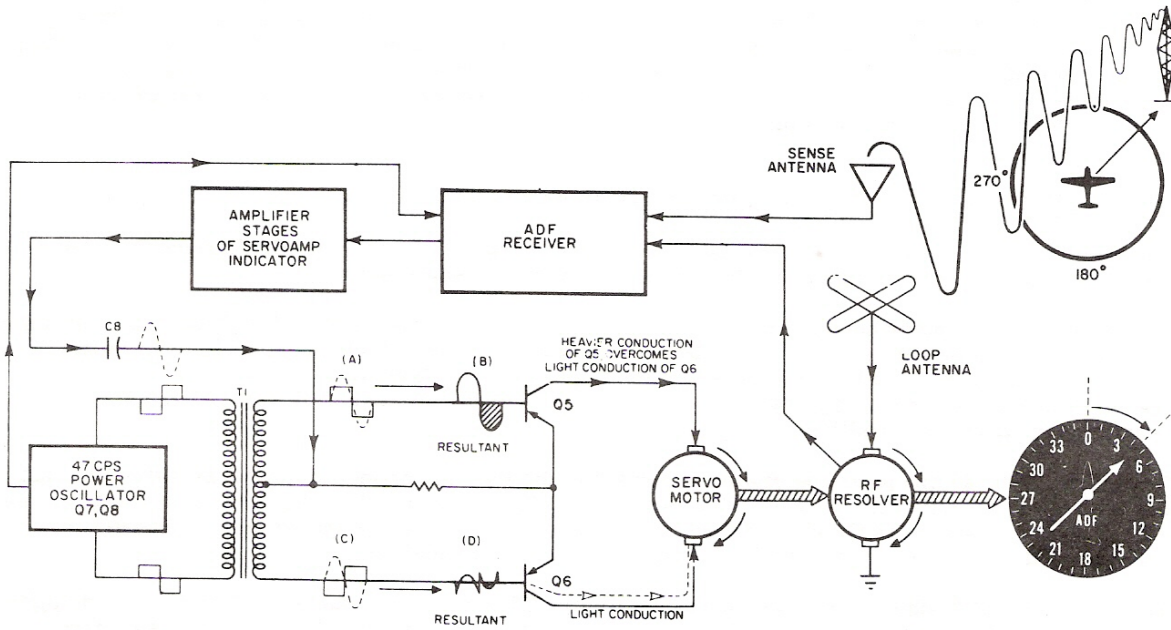 SENSE
ANTENNA
270°
180°
AMPLIFIER
STAGES
OF SERVOAMP
INDICATOR
ADF
RECEIVER
C8
(A)
(B)
HEAVIER CONDUCTION
OF Q5 OVERCOMES
LIGHT CONDUCTION OF Q6
LOOP
ANTENNA
T1
Q5
RESULTANT
47 CPS
POWER
OSCILLATOR
Q7, Q8
SERVO
MOTOR
RF
RESOLVER
0
3
6
9
12
15
18
21
24
27
30
33
ADF
(C)
(D)
Q6
RESULTANT
LIGHT CONDUCTION